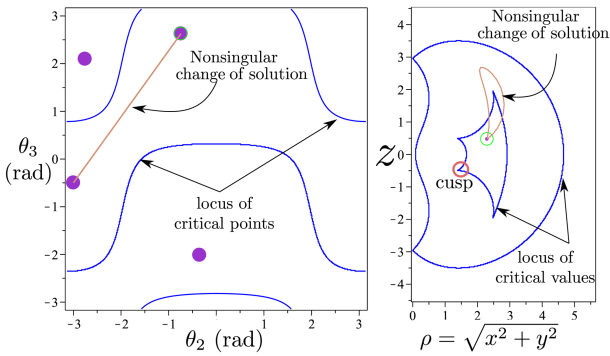 3
2
1
0
−1
−2
−3
θ3
(rad)
−3
−2
−1
0
1
2
3
θ2 (rad)
Nonsingular
change of solution
locus of
critical points
4
3
2
1
0
−1
−2
−3
−4
z
0
1
2
3
4
5
ρ = √x² + y²
Nonsingular
change of solution
cusp
locus of
critical values